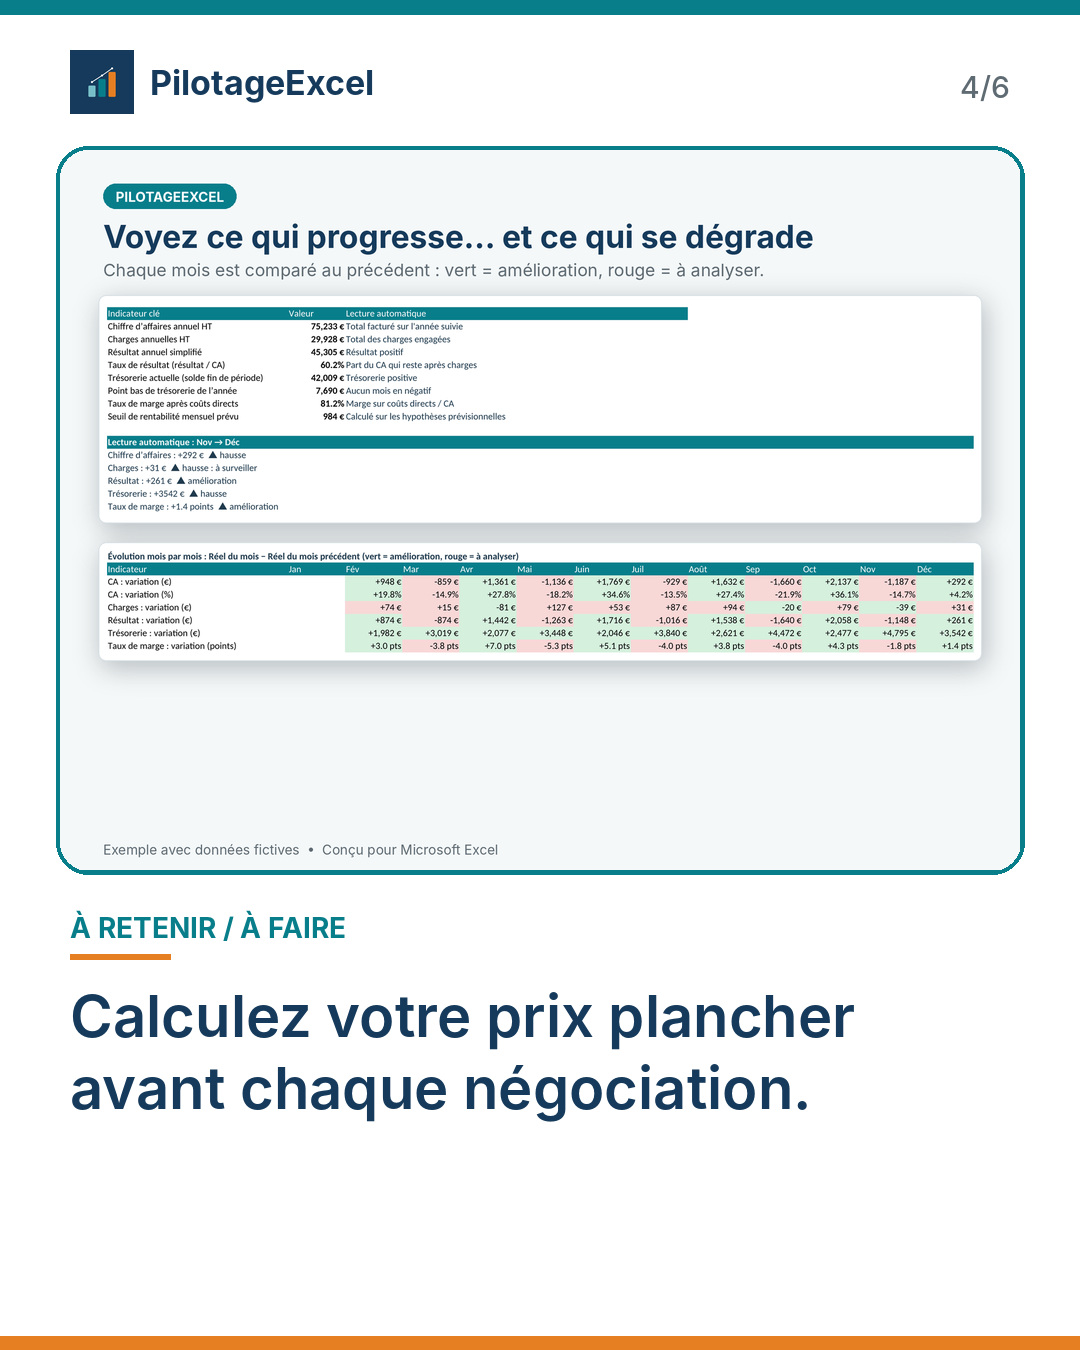 PilotageExcel
4/6
PILOTAGEEXCEL
Voyez ce qui progresse... et ce qui se dégrade
Chaque mois est comparé au précédent : vert = amélioration, rouge = à analyser.
Indicateur clé Valeur Lecture automatique
Chiffre d'affaires annuel HT 75,233 € Total facturé sur l'année suivie
Charges annuelles HT 29,928 € Total des charges engagées
Résultat annuel simplifié 45,305 € Résultat positif
Taux de résultat (résultat / CA) 60.2% Part du CA qui reste après charges
Trésorerie actuelle (solde fin de période) 42,009 € Trésorerie positive
Point bas de trésorerie de l'année 7,690 € Aucun mois en négatif
Taux de marge après coûts directs 81.2% Marge sur coûts directs / CA
Seuil de rentabilité mensuel prévu 984 € Calculé sur les hypothèses prévisionnelles
Lecture automatique : Nov → Déc
Chiffre d'affaires : +292 € ▲ hausse
Charges : +31 € ▲ hausse : à surveiller
Résultat : +261 € ▲ amélioration
Trésorerie : +3542 € ▲ hausse
Taux de marge : +1.4 points ▲ amélioration
Évolution mois par mois : Réel du mois − Réel du mois précédent (vert = amélioration, rouge = à analyser)
Indicateur Jan Fév Mar Avr Mai Juin Juil Août Sep Oct Nov Déc
CA : variation (€) +948 € -859 € +1,361 € -1,136 € +1,769 € -929 € +1,632 € -1,660 € +2,137 € -1,187 € +292 €
CA : variation (%) +19.8% -14.9% +27.8% -18.2% +34.6% -13.5% +27.4% -21.9% +36.1% -14.7% +4.2%
Charges : variation (€) +74 € +15 € -81 € +127 € +53 € +87 € +94 € -20 € +79 € -39 € +31 €
Résultat : variation (€) +874 € -874 € +1,442 € -1,263 € +1,716 € -1,016 € +1,538 € -1,640 € +2,058 € -1,148 € +261 €
Trésorerie : variation (€) +1,982 € +3,019 € +2,077 € +3,448 € +2,046 € +3,840 € +2,621 € +4,472 € +2,477 € +4,795 € +3,542 €
Taux de marge : variation (points) +3.0 pts -3.8 pts +7.0 pts -5.3 pts +5.1 pts -4.0 pts +3.8 pts -4.0 pts +4.3 pts -1.8 pts +1.4 pts
Exemple avec données fictives • Conçu pour Microsoft Excel
À RETENIR / À FAIRE
Calculez votre prix plancher
avant chaque négociation.